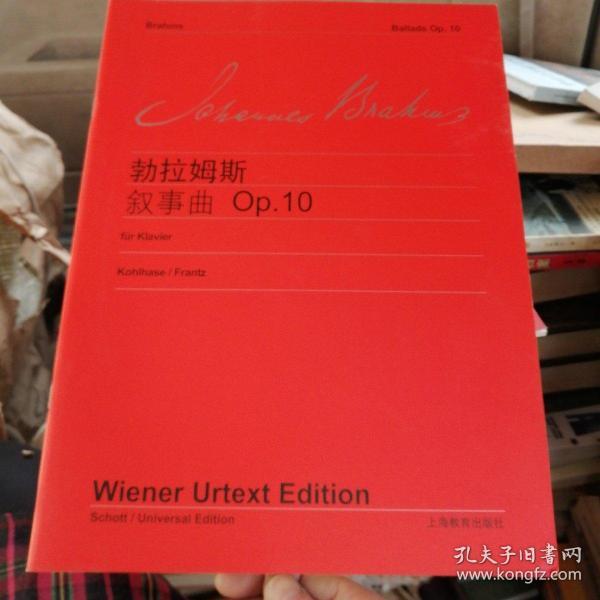 Brahms Ballads Op. 10
Johannes Brahms
勃拉姆斯
叙事曲 Op.10
für Klavier
Kohlhase / Frantz
Wiener Urtext Edition
Schott / Universal Edition 上海教育出版社
孔夫子旧书网
www.kongfz.com